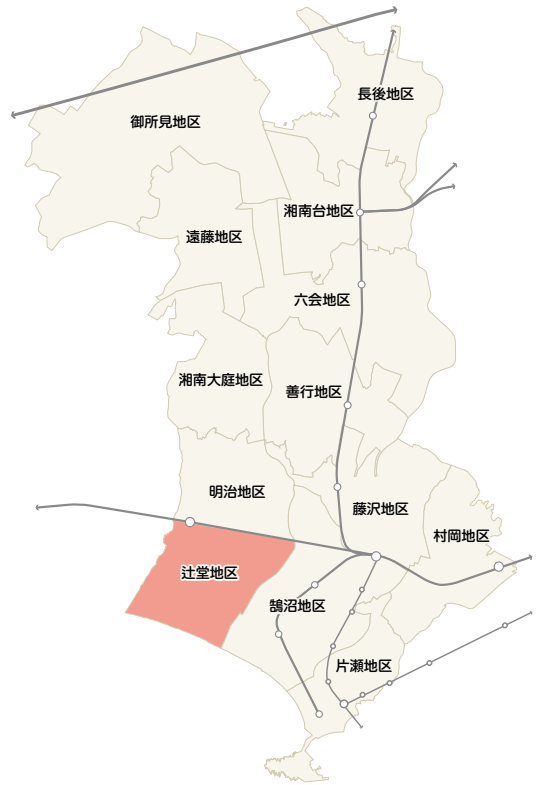 長後地区
御所見地区
湘南台地区
遠藤地区
六会地区
湘南大庭地区
善行地区
明治地区
藤沢地区
村岡地区
辻堂地区
鵠沼地区
片瀬地区